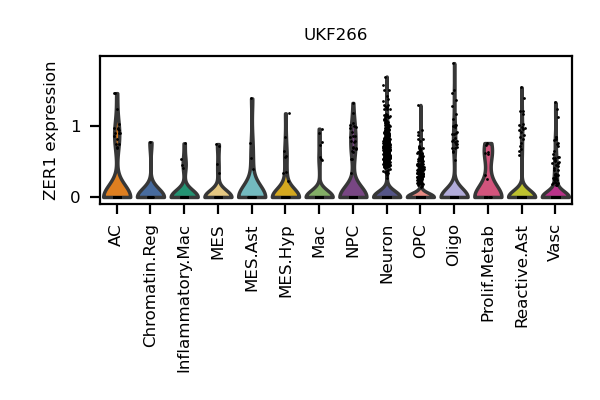 UKF266
ZER1 expression
1
0
AC
Chromatin.Reg
Inflammatory.Mac
MES
MES.Ast
MES.Hyp
Mac
NPC
Neuron
OPC
Oligo
Prolif.Metab
Reactive.Ast
Vasc